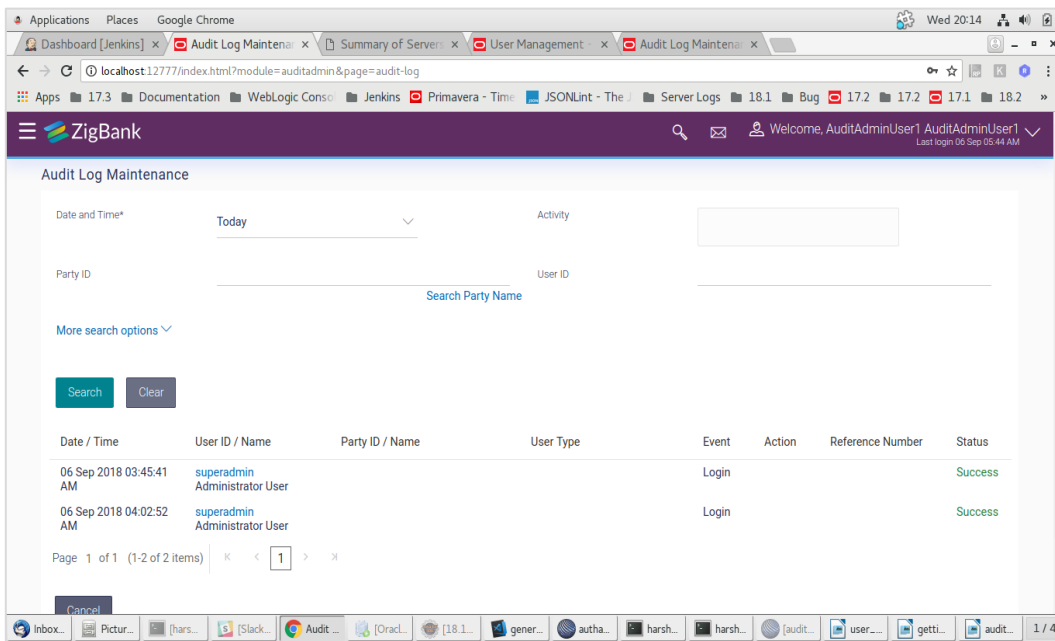 Applications Places Google Chrome Wed 20:14
Dashboard [Jenkins] × Audit Log Maintenan × Summary of Servers × User Management - × Audit Log Maintenan ×
localhost:12777/index.html?module=auditadmin&page=audit-log
Apps 17.3 Documentation WebLogic Conso Jenkins Primavera - Time JSONLint - The J Server Logs 18.1 Bug 17.2 17.2 17.1 18.2 »
ZigBank Welcome, AuditAdminUser1 AuditAdminUser1
Last login 06 Sep 05:44 AM
Audit Log Maintenance
Date and Time* Today Activity
Party ID User ID
Search Party Name
More search options
Search Clear
Date / Time User ID / Name Party ID / Name User Type Event Action Reference Number Status
06 Sep 2018 03:45:41 superadmin Login Success
AM Administrator User
06 Sep 2018 04:02:52 superadmin Login Success
AM Administrator User
Page 1 of 1 (1-2 of 2 items) 1
Cancel
Inbox... Pictur... [hars... [Slack... Audit ... [Oracl... [18.1... gener... autha... harsh... harsh... [audit... user_... getti... audit... 1 / 4